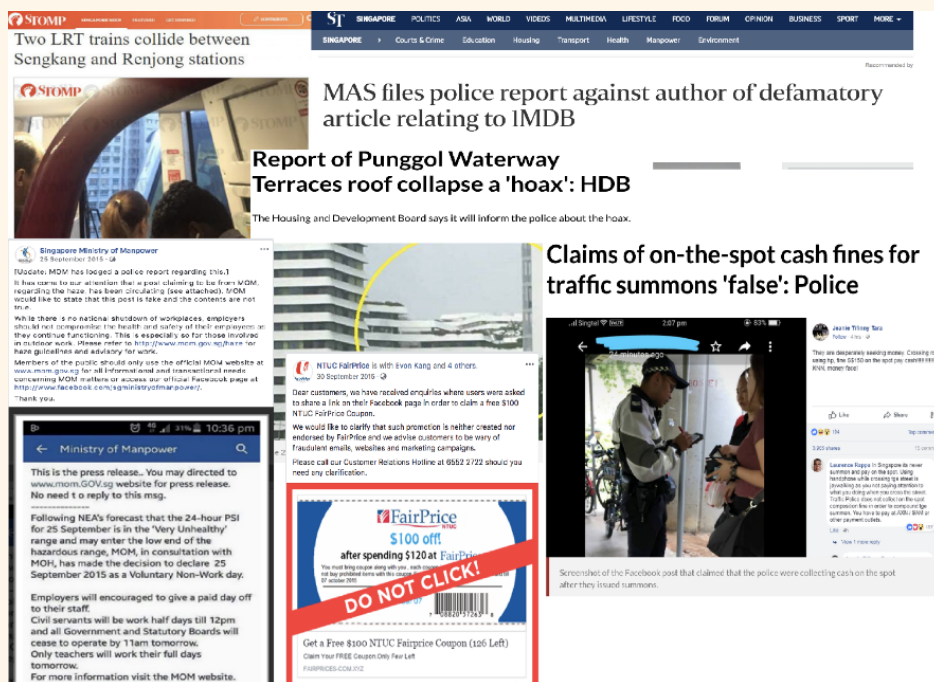 STOMP
Two LRT trains collide between
Sengkang and Renjong stations
STOMP
ST SINGAPORE POLITICS ASIA WORLD VIDEOS MULTIMEDIA LIFESTYLE FOOD FORUM OPINION BUSINESS SPORT MORE
SINGAPORE > Courts & Crime Education Housing Transport Health Manpower Environment
Recommended by
MAS files police report against author of defamatory
article relating to 1MDB
Report of Punggol Waterway
Terraces roof collapse a 'hoax': HDB
The Housing and Development Board says it will inform the police about the hoax.
Singapore Ministry of Manpower
25 September 2015
[Update: MOM has lodged a police report regarding this.]
It has come to our attention that a post claiming to be from MOM,
regarding the haze, has been circulating (see attached). MOM
would like to state that this post is fake and the contents are not
true.
While there is no national shutdown of workplaces, employers
should not compromise the health and safety of their employees as
they continue functioning. This is especially so for those involved
in outdoor work. Please refer to http://www.mom.gov.sg/haze for
haze guidelines and advisory for work.
Members of the public should only use the official MOM website at
www.mom.gov.sg for all informational and transactional needs
concerning MOM matters or access our official Facebook page at
http://www.facebook.com/sgministryofmanpower/.
Thank you.
31% 10:36 pm
Ministry of Manpower
This is the press release.. You may directed to
www.mom.GOV.sg website for press release.
No need t o reply to this msg.
--------------
Following NEA's forecast that the 24-hour PSI
for 25 September is in the "Very Unhealthy'
range and may enter the low end of the
hazardous range, MOM, in consultation with
MOH, has made the decision to declare 25
September 2015 as a Voluntary Non-Work day.
Employers will encouraged to give a paid day off
to their staff.
Civil servants will be work half days till 12pm
and all Government and Statutory Boards will
cease to operate by 11am tomorrow.
Only teachers will work their full days
tomorrow.
For more information visit the MOM website.
NTUC FairPrice is with Evon Kang and 4 others.
30 September 2015
Dear customers, we have received enquiries where users were asked
to share a link on their Facebook page in order to claim a free $100
NTUC FairPrice Coupon.
We would like to clarify that such promotion is neither created nor
endorsed by FairPrice and we advise customers to be wary of
fraudulent emails, websites and marketing campaigns.
Please call our Customer Relations Hotline at 6552 2722 should you
need any clarification.
FairPrice
NTUC
$100 off!
after spending $120 at FairPrice
DO NOT CLICK!
Get a Free $100 NTUC Fairprice Coupon (126 Left)
Claim Your FREE Coupon.Only Few Left
FAIRPRICES-COM.XYZ
Claims of on-the-spot cash fines for
traffic summons 'false': Police
Singtel 2:07 pm 83%
24 minutes ago
Like Share
Screenshot of the Facebook post that claimed that the police were collecting cash on the spot
after they issued summons.